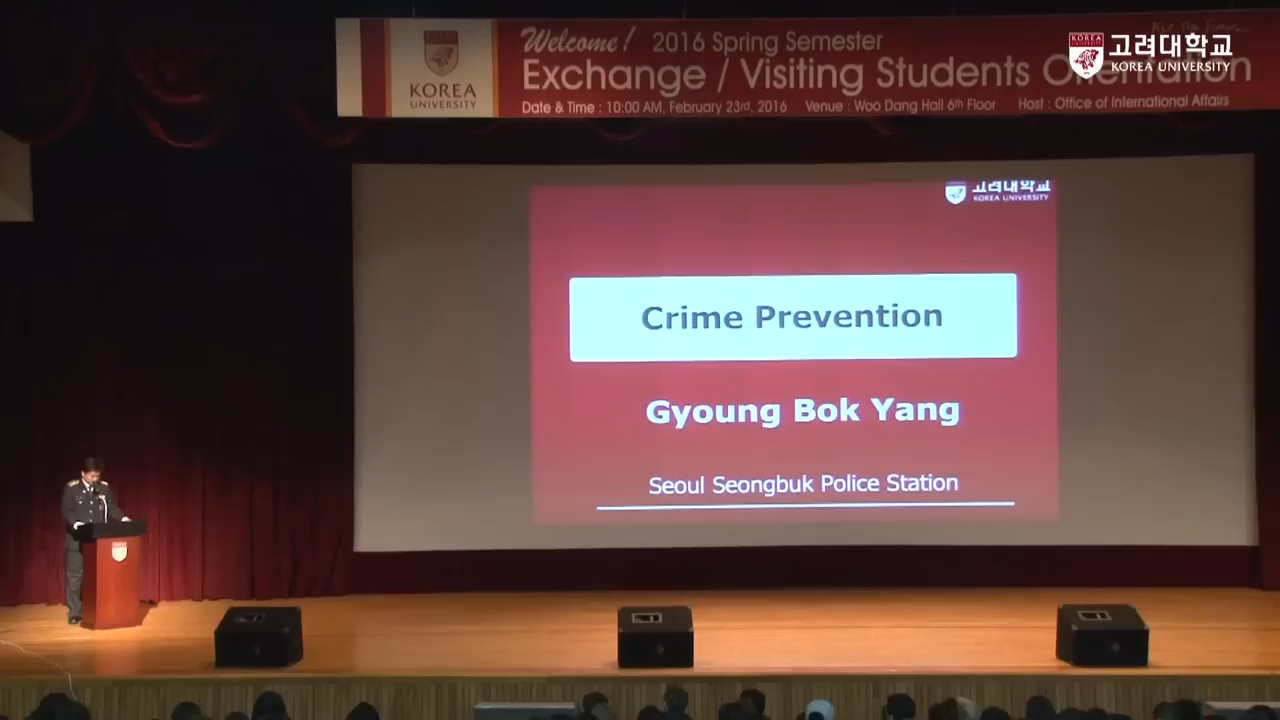 Welcome! 2016 Spring Semester
Exchange / Visiting Students Orientation
Date & Time : 10:00 AM, February 23rd, 2016 Venue : Woo Dang Hall 6th Floor Host : Office of International Affairs
KOREA
UNIVERSITY
KOREA
고려대학교
KOREA UNIVERSITY
고려대학교
KOREA UNIVERSITY
Crime Prevention
Gyoung Bok Yang
Seoul Seongbuk Police Station